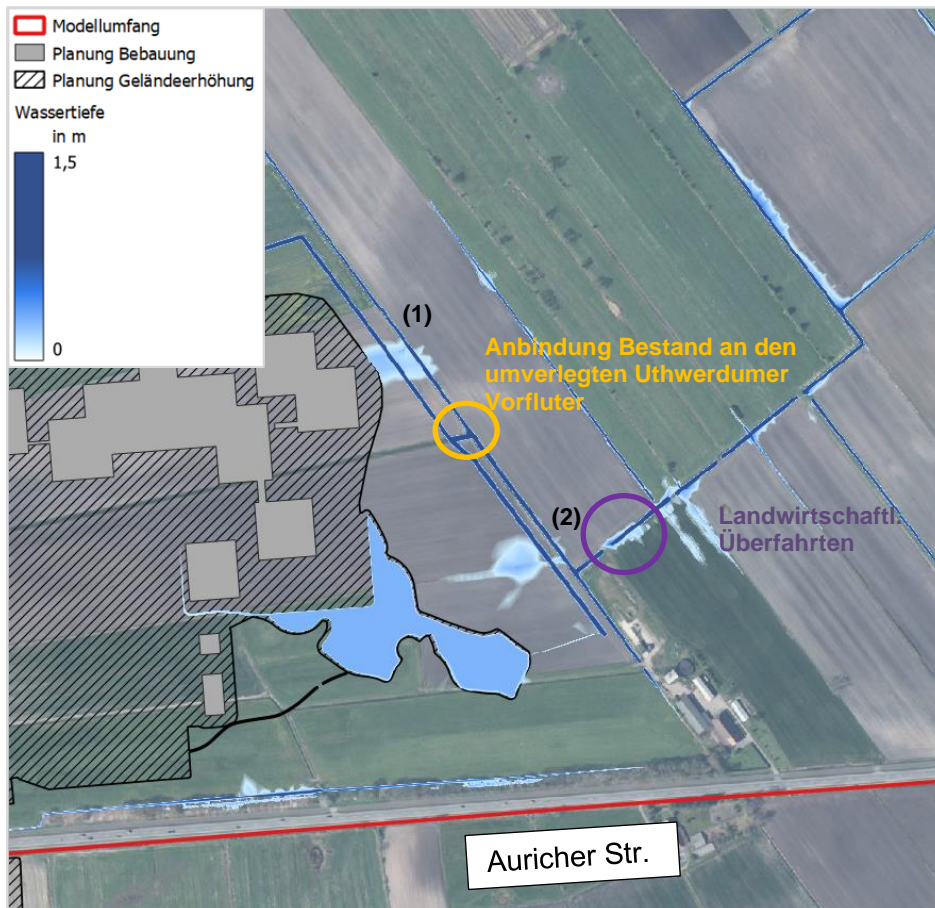 Modellumfang
Planung Bebauung
Planung Geländeerhöhung
Wassertiefe
in m
1,5
0
(1)
Anbindung Bestand an den
umverlegten Uthwerdumer
Vorfluter
(2)
Landwirtschaftl.
Überfahrten
Auricher Str.